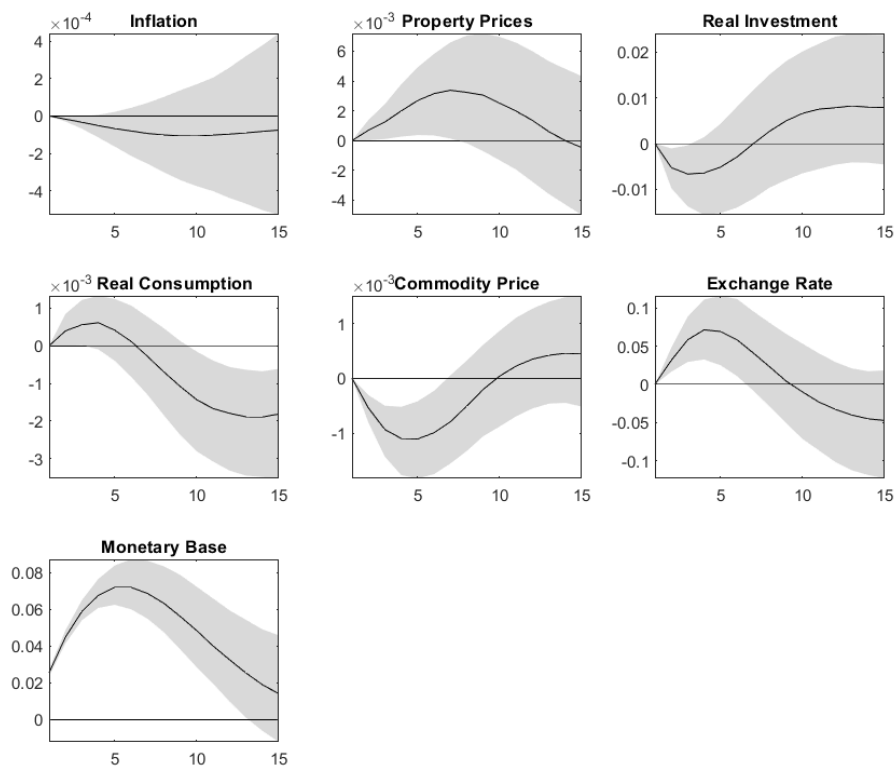 Inflation
×10⁻⁴
4
2
0
-2
-4
5 10 15
Property Prices
×10⁻³
6
4
2
0
-2
-4
5 10 15
Real Investment
0.02
0.01
0
-0.01
5 10 15
Real Consumption
×10⁻³
1
0
-1
-2
-3
5 10 15
Commodity Price
×10⁻³
1
0
-1
5 10 15
Exchange Rate
0.1
0.05
0
-0.05
-0.1
5 10 15
Monetary Base
0.08
0.06
0.04
0.02
0
5 10 15